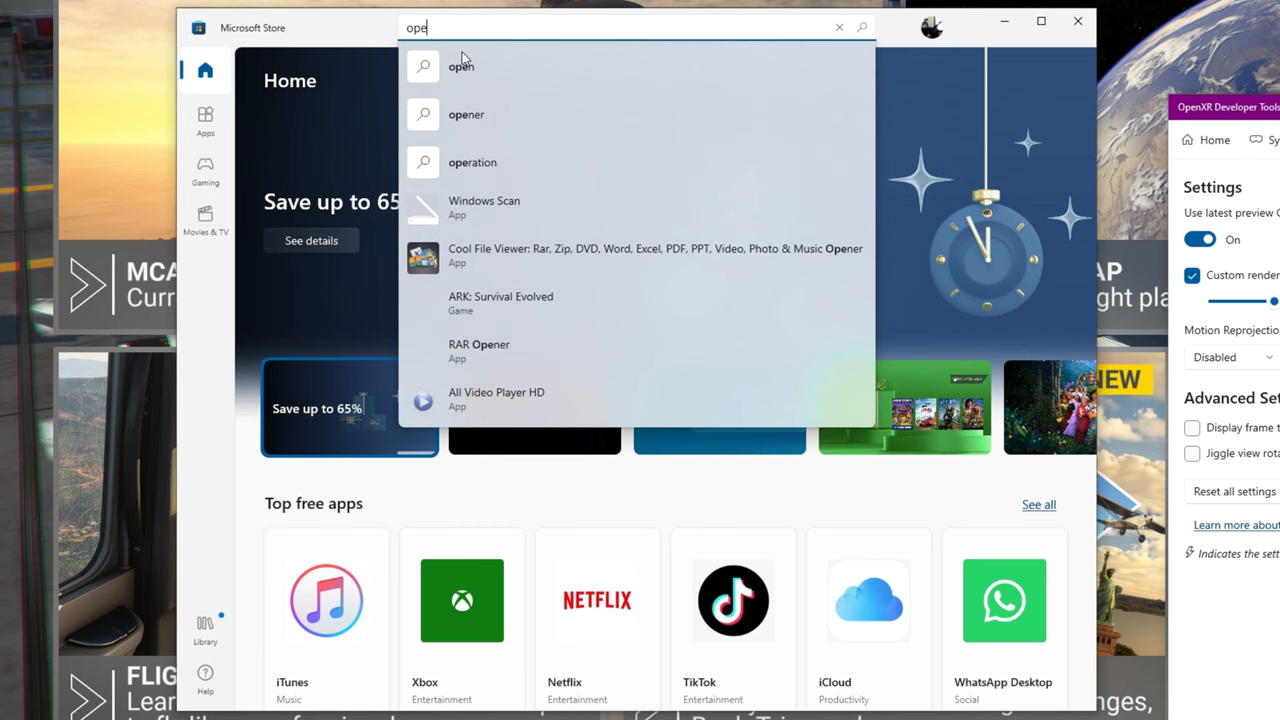 Microsoft Store
ope
open
opener
operation
Windows Scan
App
Cool File Viewer: Rar, Zip, DVD, Word, Excel, PDF, PPT, Video, Photo & Music Opener
App
ARK: Survival Evolved
Game
RAR Opener
App
All Video Player HD
App
Home
Apps
Gaming
Movies & TV
Library
Help
Save up to 65
See details
Save up to 65%
Top free apps
See all
NETFLIX
iTunes
Music
Xbox
Entertainment
Netflix
Entertainment
TikTok
Entertainment
iCloud
Productivity
WhatsApp Desktop
Social
OpenXR Developer Tools
Home
Sy
Settings
Use latest preview
On
Custom render
Motion Reprojectio
Disabled
Advanced Set
Display frame t
Jiggle view rota
Reset all settings
Learn more about
Indicates the sett
MCA
Curr
AP
ght pla
NEW
FLIG
Lear
nges,